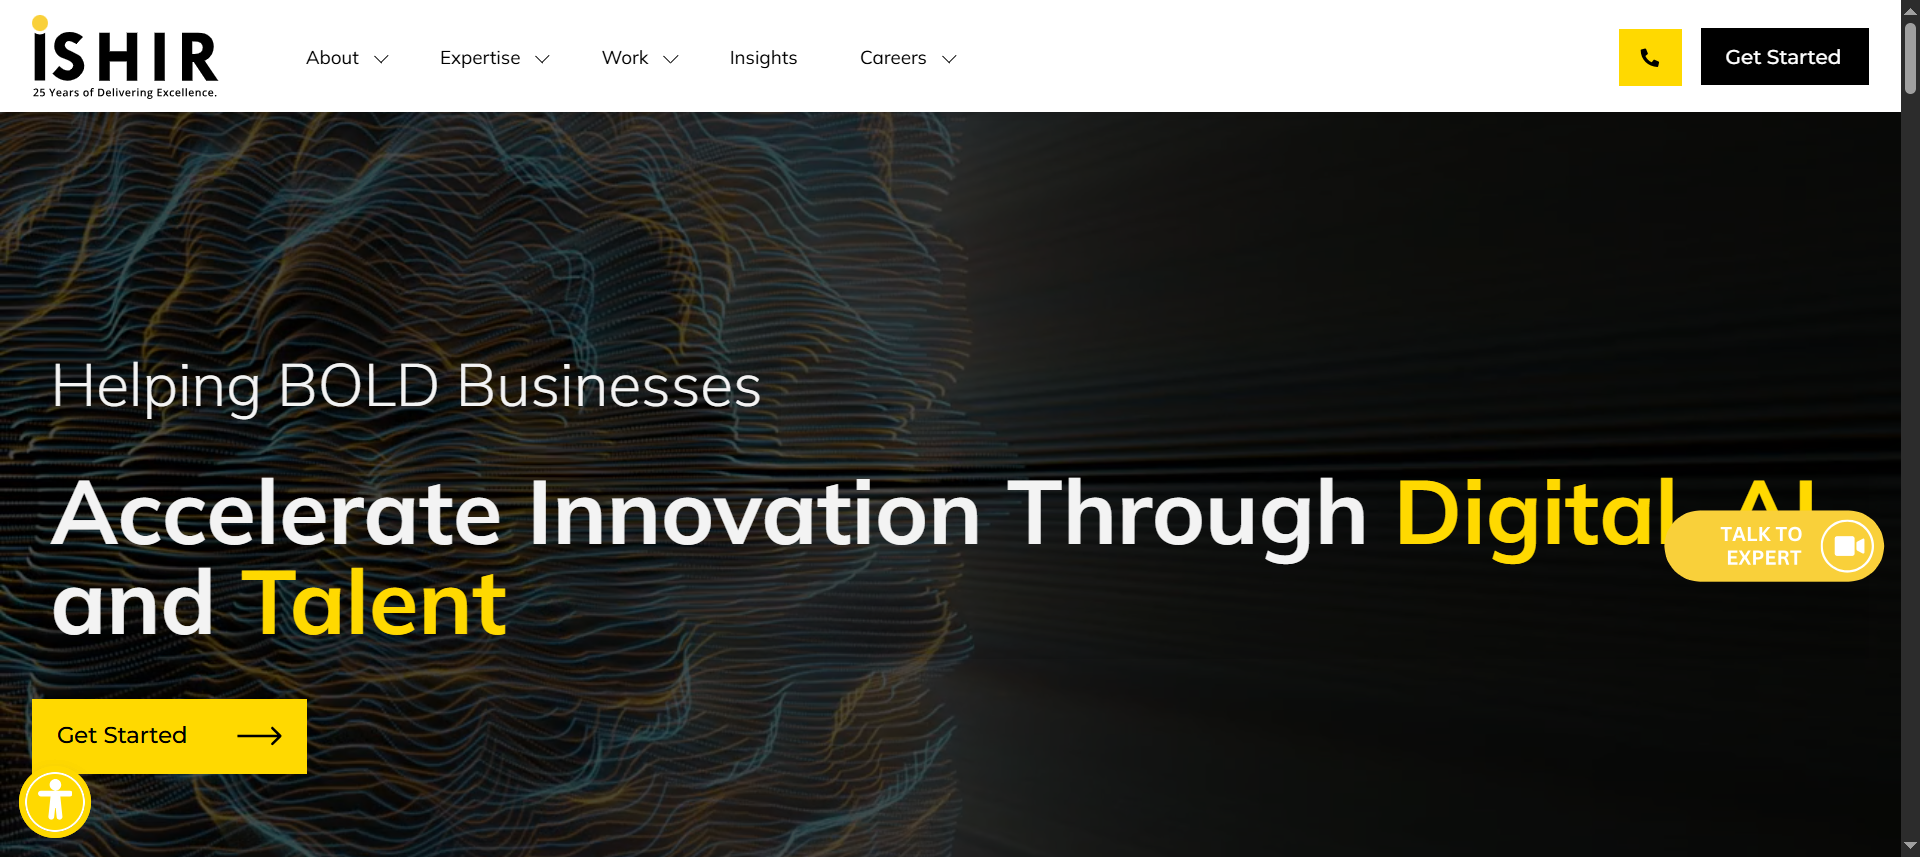 iSHIR
25 Years of Delivering Excellence.
About
Expertise
Work
Insights
Careers
Get Started
Helping BOLD Businesses
Accelerate Innovation Through Digital, AI
and Talent
TALK TO
EXPERT
Get Started